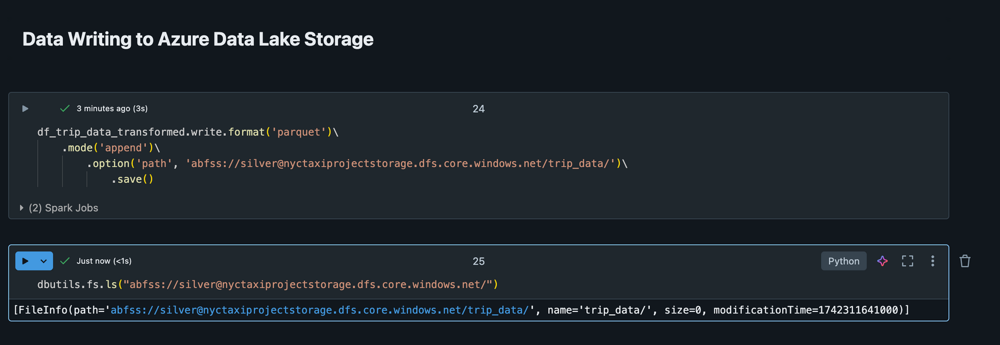 Data Writing to Azure Data Lake Storage
3 minutes ago (3s)
24
df_trip_data_transformed.write.format('parquet')\
.mode('append')\
.option('path', 'abfss://silver@nyctaxiprojectstorage.dfs.core.windows.net/trip_data/')\
.save()
(2) Spark Jobs
Just now (<1s)
25
Python
dbutils.fs.ls("abfss://silver@nyctaxiprojectstorage.dfs.core.windows.net/")
[FileInfo(path='abfss://silver@nyctaxiprojectstorage.dfs.core.windows.net/trip_data/', name='trip_data/', size=0, modificationTime=1742311641000)]